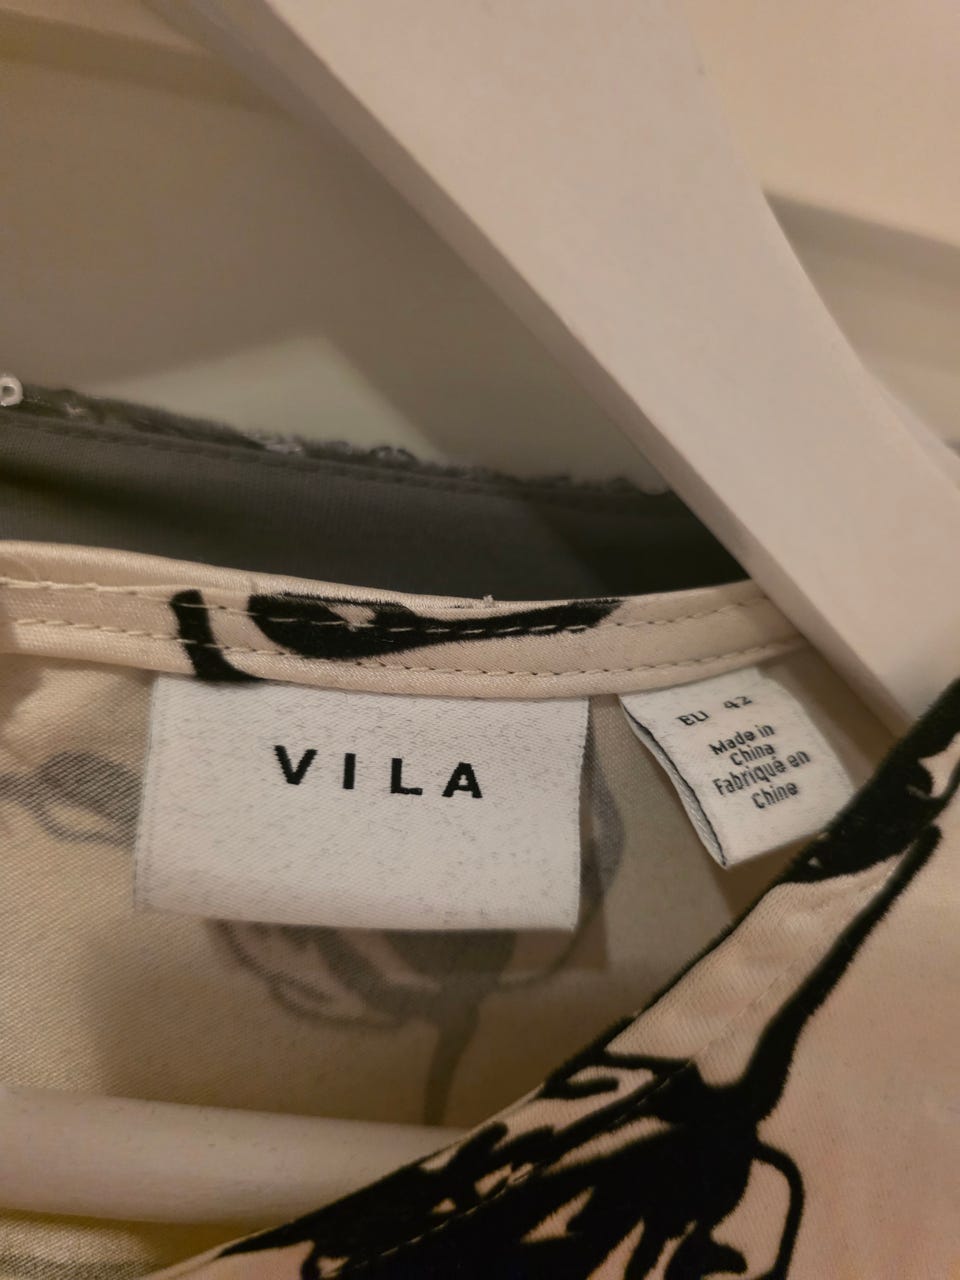 VILA
EU 42
Made in
China
Fabriqué en
Chine